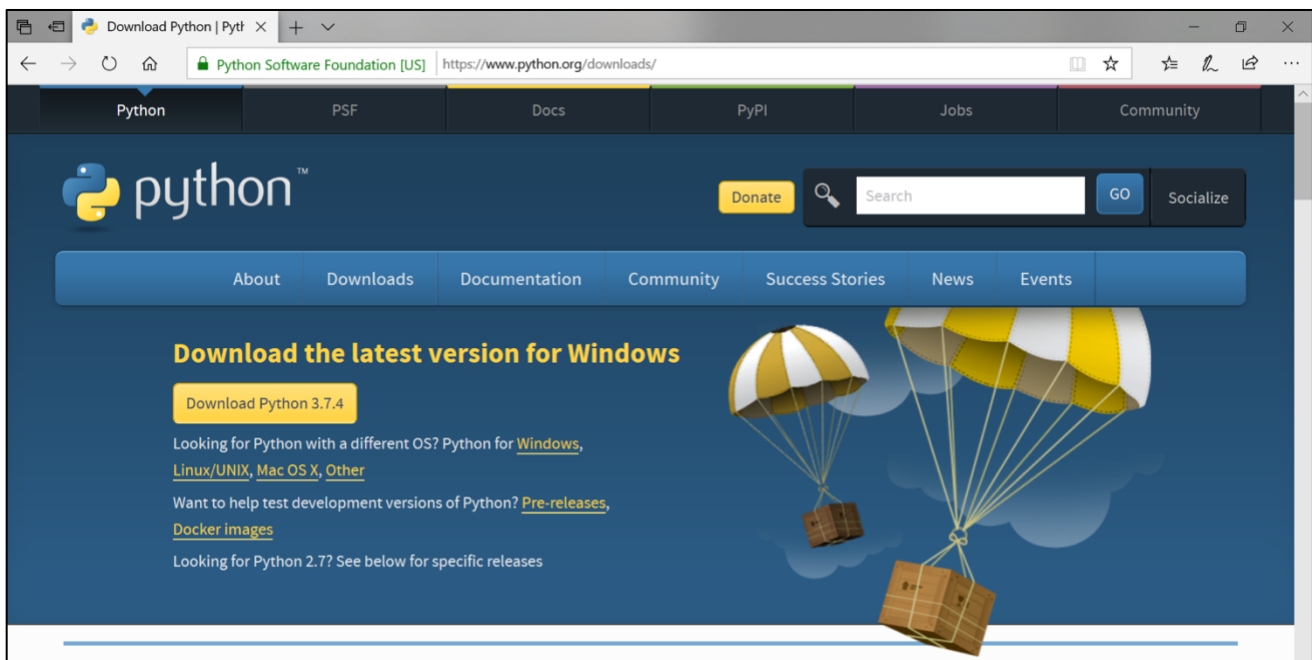 Download Python | Pyth
Python Software Foundation [US] https://www.python.org/downloads/
Python PSF Docs PyPI Jobs Community
python™
Donate Search GO Socialize
About Downloads Documentation Community Success Stories News Events
Download the latest version for Windows
Download Python 3.7.4
Looking for Python with a different OS? Python for Windows,
Linux/UNIX, Mac OS X, Other
Want to help test development versions of Python? Pre-releases,
Docker images
Looking for Python 2.7? See below for specific releases